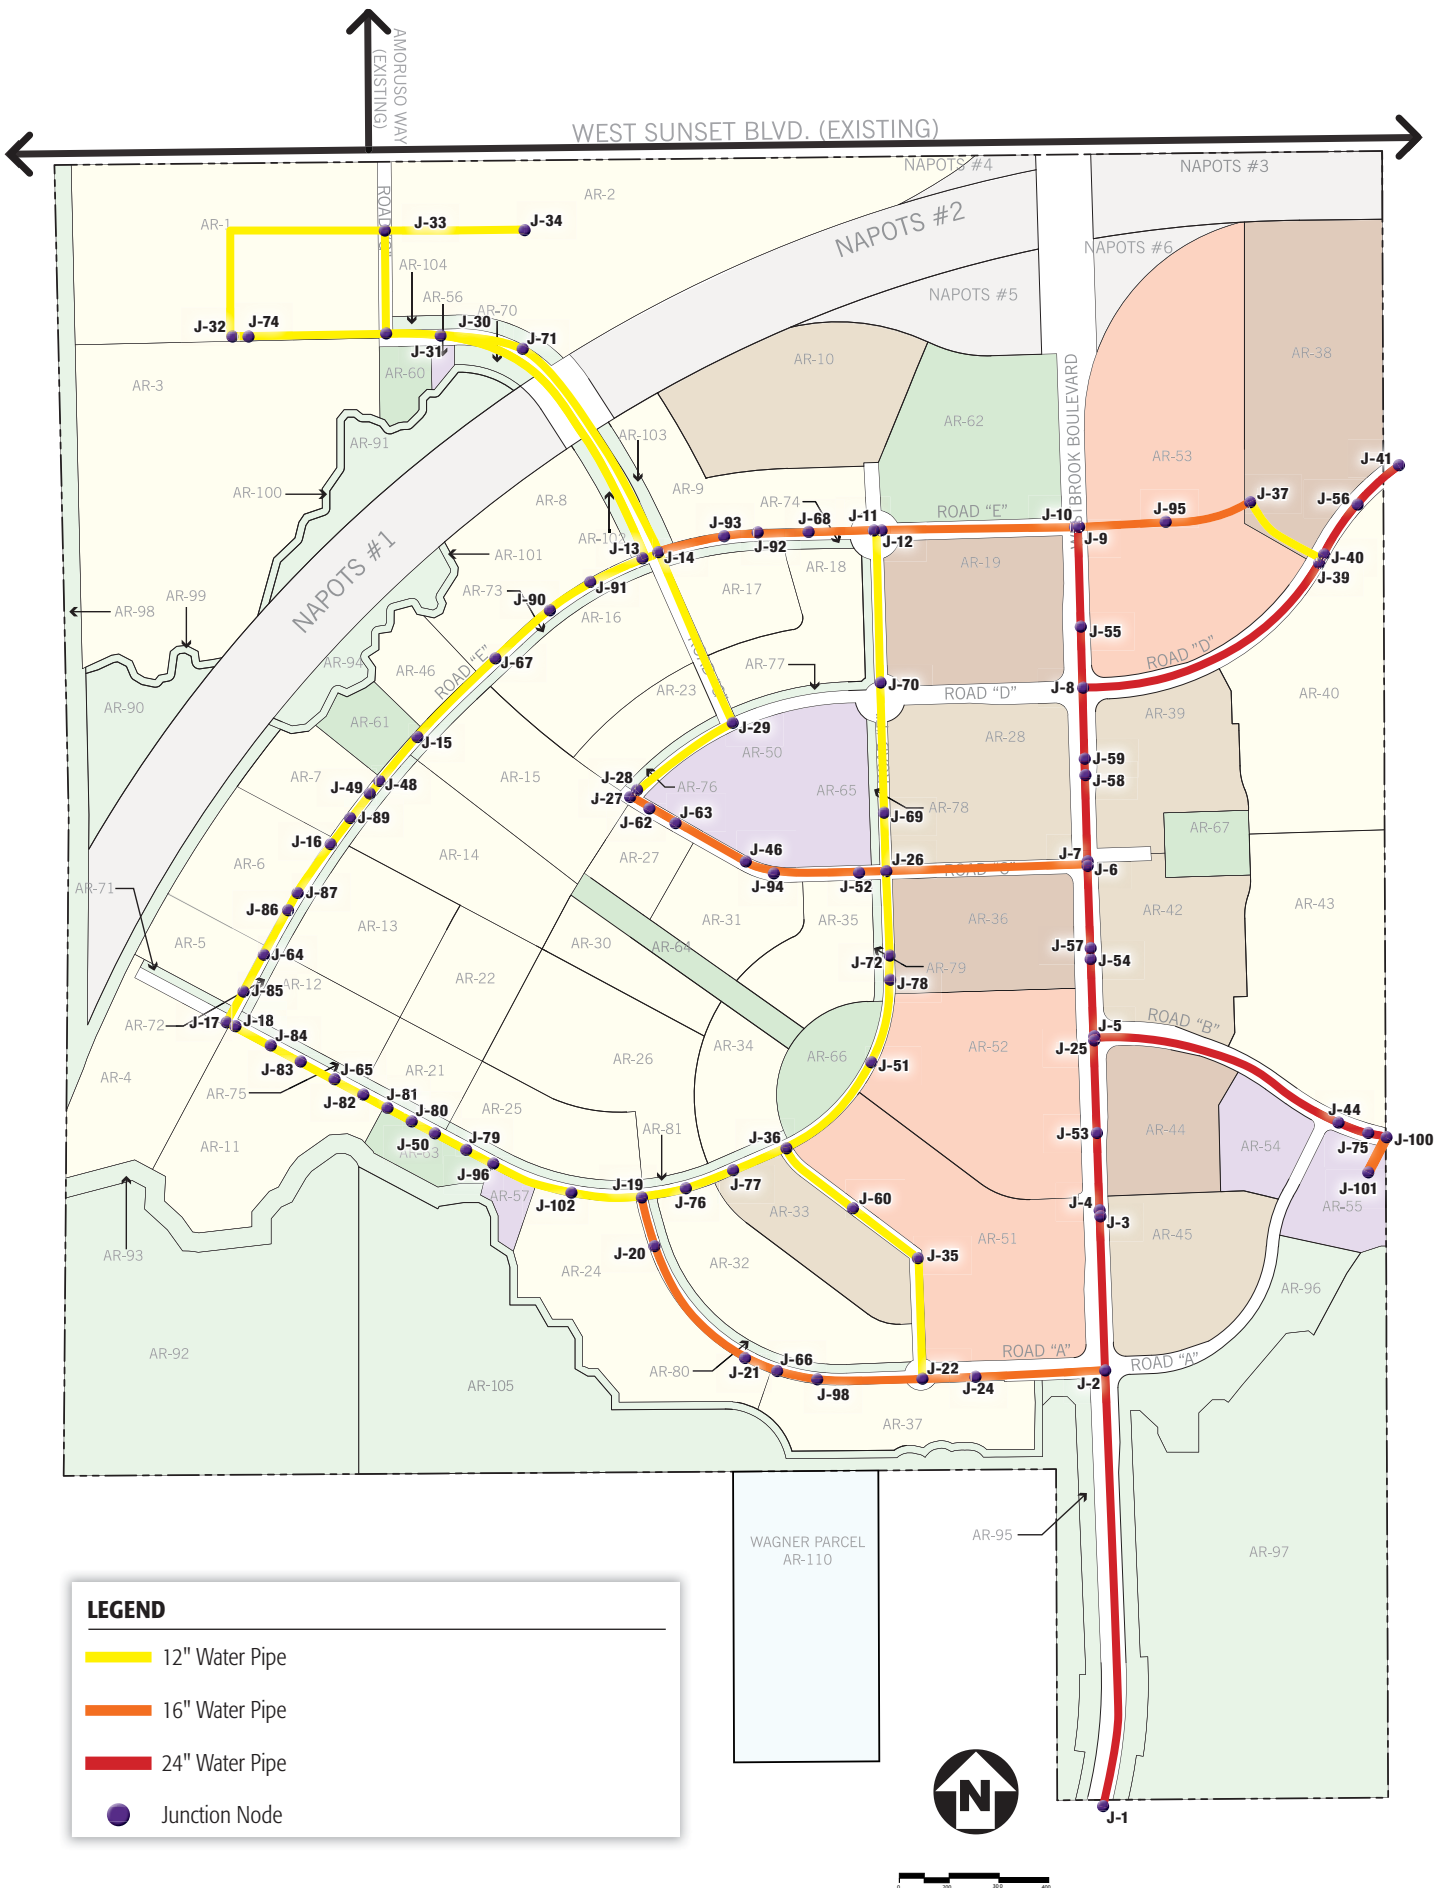 AMORUSO WAY
(EXISTING)
WEST SUNSET BLVD. (EXISTING)
NAPOTS #4
NAPOTS #3
AR-2
ROAD
AR-1
J-33
J-34
NAPOTS #2
NAPOTS #6
AR-104
AR-56
AR-70
NAPOTS #5
J-32
J-74
J-30
J-31
J-71
AR-10
AR-38
AR-3
AR-60
AR-62
WESTBROOK BOULEVARD
AR-91
AR-103
AR-53
J-41
AR-100
AR-8
AR-9
AR-74
J-37
J-56
ROAD "E"
J-93
J-68
J-11
J-10
J-95
AR-102
J-92
J-12
J-9
NAPOTS #1
AR-101
J-13
J-14
J-40
J-39
AR-73
J-91
AR-17
AR-18
AR-19
AR-98
AR-99
J-90
AR-16
J-55
ROAD "D"
AR-94
AR-46
ROAD "E"
J-67
AR-77
AR-23
J-70
ROAD "D"
J-8
AR-40
AR-90
AR-61
J-15
J-29
AR-50
AR-28
AR-39
AR-7
J-49
J-48
AR-15
J-28
J-27
AR-76
AR-65
J-59
J-58
J-89
J-62
J-63
AR-78
J-69
AR-67
J-16
AR-6
AR-14
AR-27
J-46
J-94
J-52
J-26
J-7
J-6
AR-71
J-87
J-86
AR-13
AR-31
AR-35
AR-36
AR-42
AR-43
AR-5
J-64
AR-30
AR-64
J-72
AR-79
J-57
J-54
AR-12
AR-22
J-85
J-78
AR-72
J-17
J-18
J-84
ROAD "B"
J-5
J-25
AR-4
J-83
J-65
AR-21
AR-26
AR-34
AR-66
J-51
AR-52
AR-75
J-82
J-81
J-80
AR-25
J-44
AR-11
J-50
AR-63
J-79
AR-81
J-36
J-53
AR-44
AR-54
J-75
J-100
J-96
AR-57
J-102
J-19
J-76
J-77
J-101
AR-33
J-60
J-4
J-3
AR-55
AR-93
J-20
AR-24
AR-32
J-35
AR-51
AR-45
AR-96
AR-92
AR-105
AR-80
J-21
J-66
J-98
J-22
J-24
ROAD "A"
J-2
ROAD "A"
AR-37
AR-95
WAGNER PARCEL
AR-110
AR-97
LEGEND
12" Water Pipe
16" Water Pipe
24" Water Pipe
Junction Node
N
J-1